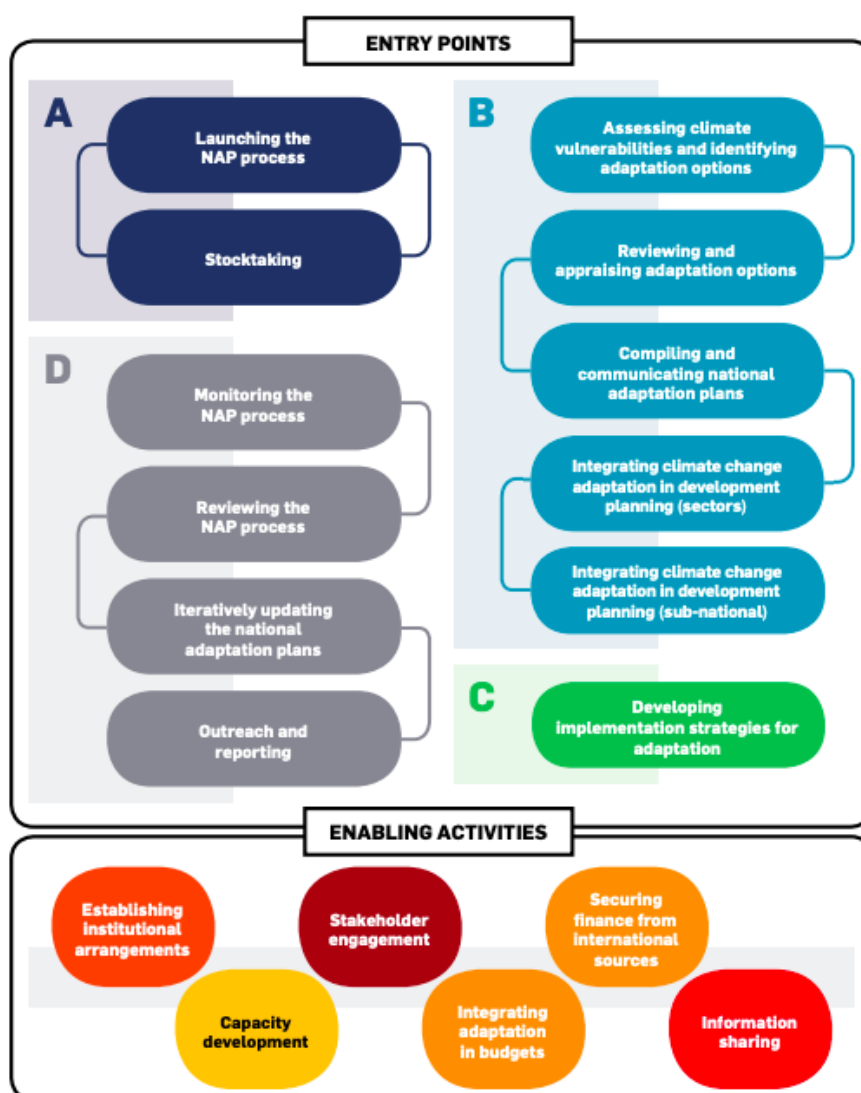 ENTRY POINTS
A
Launching the
NAP process
Stocktaking
B
Assessing climate
vulnerabilities and identifying
adaptation options
Reviewing and
appraising adaptation options
Compiling and
communicating national
adaptation plans
Integrating climate change
adaptation in development
planning (sectors)
Integrating climate change
adaptation in development
planning (sub-national)
C
Developing
implementation strategies for
adaptation
D
Monitoring the
NAP process
Reviewing the
NAP process
Iteratively updating
the national
adaptation plans
Outreach and
reporting
ENABLING ACTIVITIES
Establishing
institutional
arrangements
Capacity
development
Stakeholder
engagement
Integrating
adaptation
in budgets
Securing
finance from
international
sources
Information
sharing